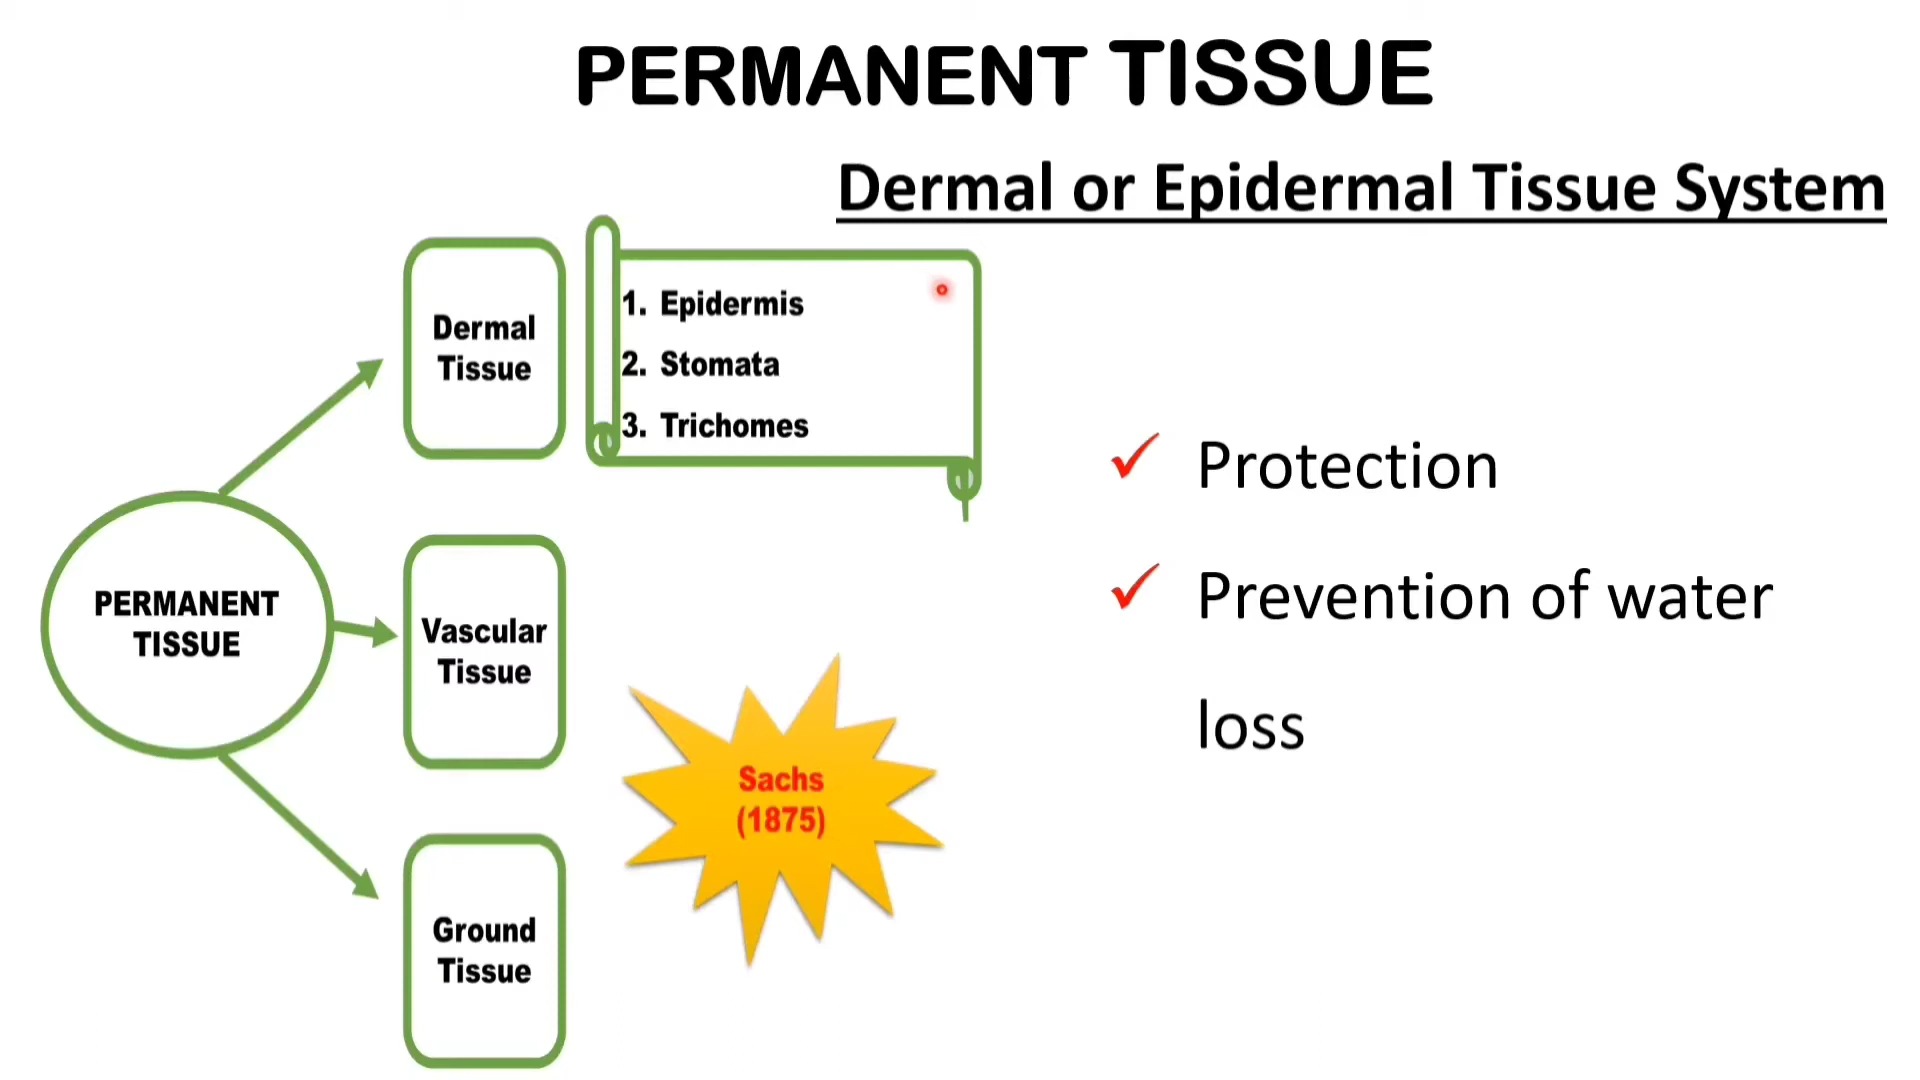 PERMANENT TISSUE
Dermal or Epidermal Tissue System
Dermal
Tissue
1. Epidermis
2. Stomata
3. Trichomes
PERMANENT
TISSUE
Vascular
Tissue
Ground
Tissue
Sachs
(1875)
✓ Protection
✓ Prevention of water
loss